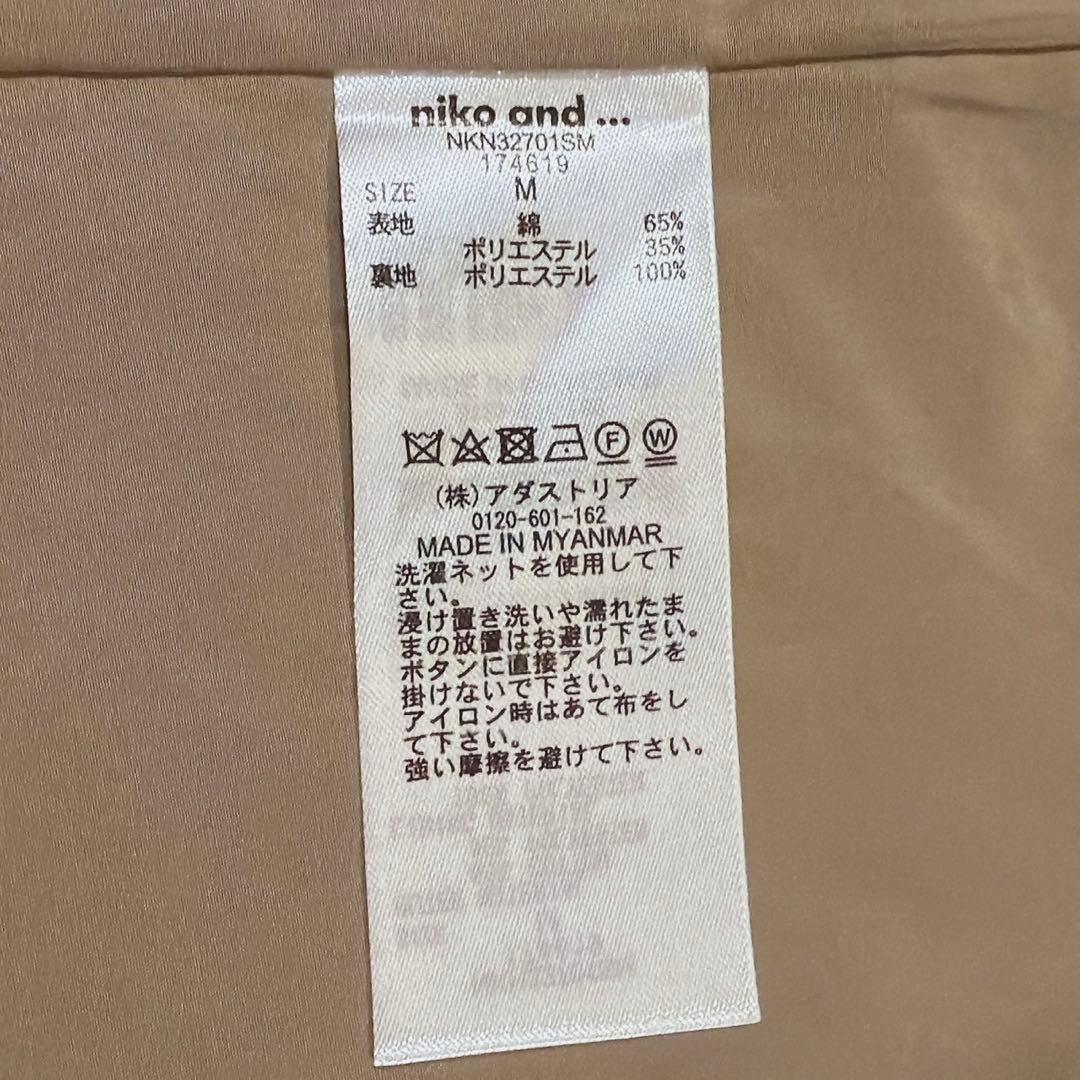 niko and ...
NKN32701SM
174619
SIZE M
表地 綿 65%
ポリエステル 35%
裏地 ポリエステル 100%
F W
(株)アダストリア
0120-601-162
MADE IN MYANMAR
洗濯ネットを使用して下
さい。
浸け置き洗いや濡れたま
まの放置はお避け下さい。
ボタンに直接アイロンを
掛けないで下さい。
アイロン時はあて布をし
て下さい。
強い摩擦を避けて下さい。